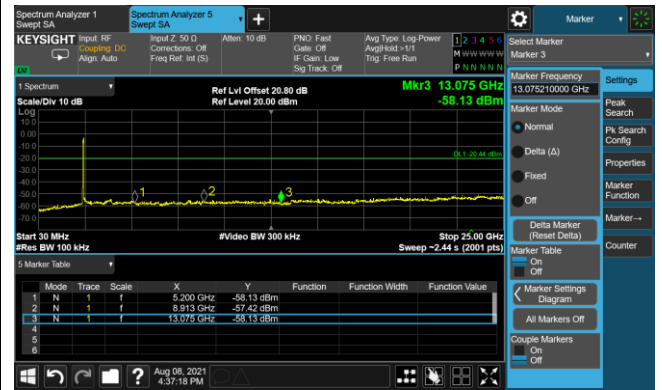 Spectrum Analyzer 1
Swept SA
Spectrum Analyzer 5
Swept SA
+
Marker
KEYSIGHT
Input: RF
Coupling: DC
Align: Auto
Input Z: 50 Ω
Corrections: Off
Freq Ref: Int (S)
Atten: 10 dB
PNO: Fast
Gate: Off
IF Gain: Low
Sig Track: Off
Avg Type: Log-Power
Avg|Hold:>1/1
Trig: Free Run
1 2 3 4 5 6
M W W W W W
P N N N N N
LNI
Select Marker
Marker 3
1 Spectrum
Scale/Div 10 dB
Ref Lvl Offset 20.80 dB
Ref Level 20.00 dBm
Mkr3 13.075 GHz
-58.13 dBm
Log
10.0
0.00
-10.0
-20.0
-30.0
-40.0
-50.0
-60.0
-70.0
DL1 -20.44 dBm
1
2
3
Start 30 MHz
#Res BW 100 kHz
#Video BW 300 kHz
Stop 25.00 GHz
Sweep ~2.44 s (2001 pts)
5 Marker Table
Mode Trace Scale X Y Function Function Width Function Value
1 N 1 f 5.200 GHz -58.13 dBm
2 N 1 f 8.913 GHz -57.42 dBm
3 N 1 f 13.075 GHz -58.13 dBm
4
5
6
Marker Frequency
13.075210000 GHz
Marker Mode
Normal
Delta (Δ)
Fixed
Off
Delta Marker
(Reset Delta)
Marker Table
On
Off
Marker Settings
Diagram
All Markers Off
Couple Markers
On
Off
Settings
Peak
Search
Pk Search
Config
Properties
Marker
Function
Marker→
Counter
?
Aug 08, 2021
4:37:18 PM